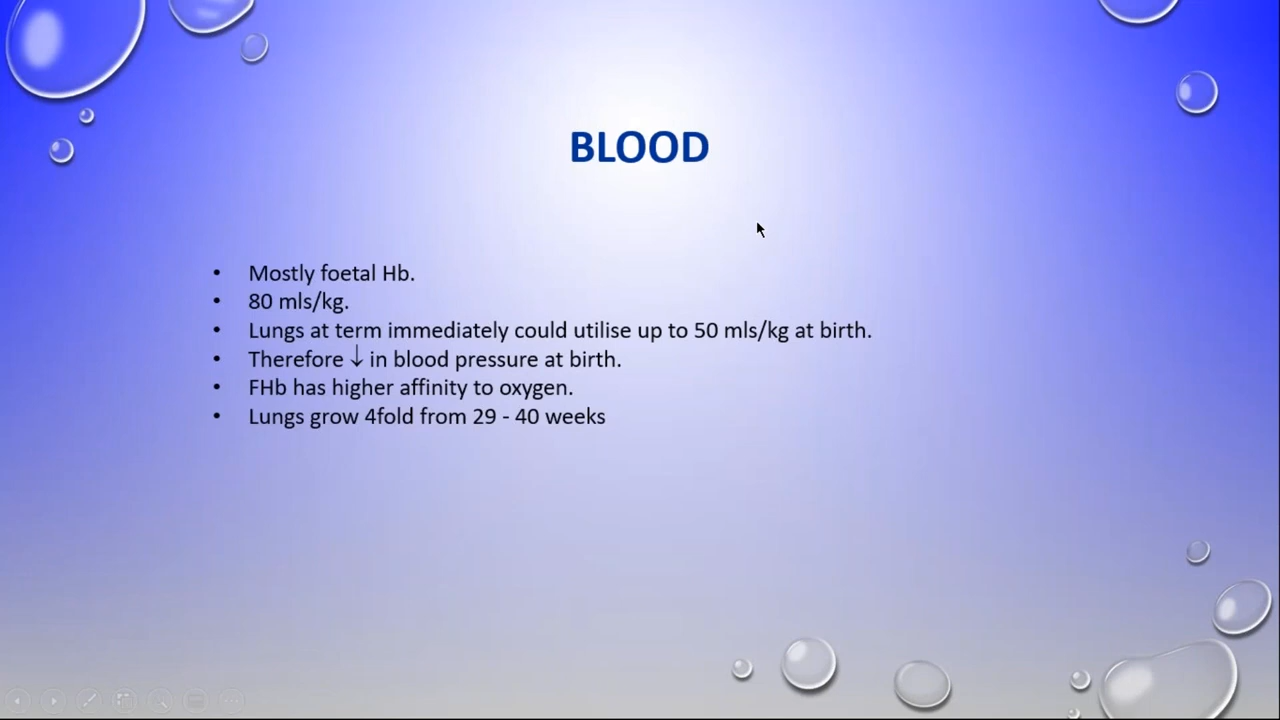 BLOOD
• Mostly foetal Hb.
• 80 mls/kg.
• Lungs at term immediately could utilise up to 50 mls/kg at birth.
• Therefore ↓ in blood pressure at birth.
• FHb has higher affinity to oxygen.
• Lungs grow 4fold from 29 - 40 weeks